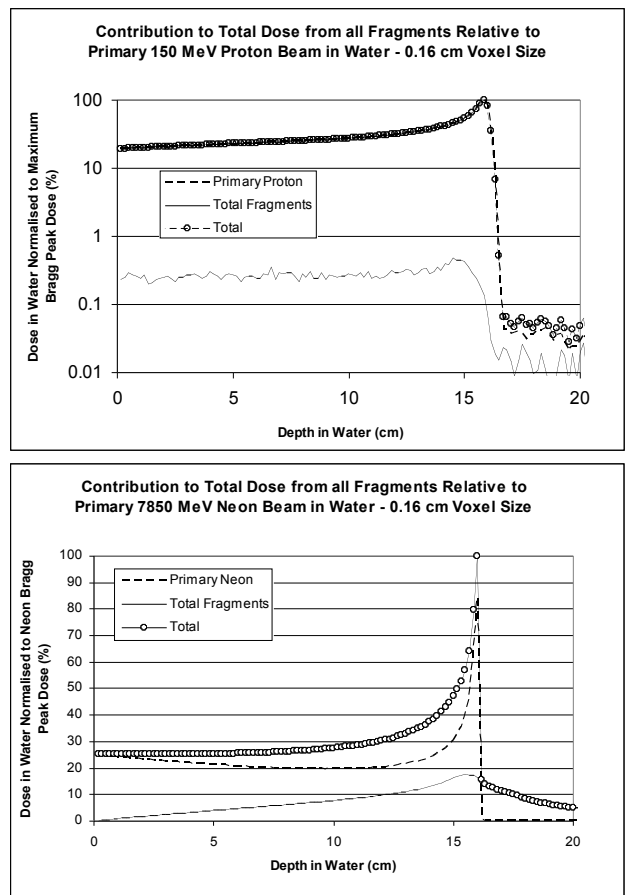 Contribution to Total Dose from all Fragments Relative to
Primary 150 MeV Proton Beam in Water - 0.16 cm Voxel Size
Dose in Water Normalised to Maximum
Bragg Peak Dose (%)
100
10
1
0.1
0.01
Primary Proton
Total Fragments
Total
0
5
10
15
20
Depth in Water (cm)
Contribution to Total Dose from all Fragments Relative to
Primary 7850 MeV Neon Beam in Water - 0.16 cm Voxel Size
Dose in Water Normalised to Neon Bragg
Peak Dose (%)
100
90
80
70
60
50
40
30
20
10
0
Primary Neon
Total Fragments
Total
0
5
10
15
20
Depth in Water (cm)